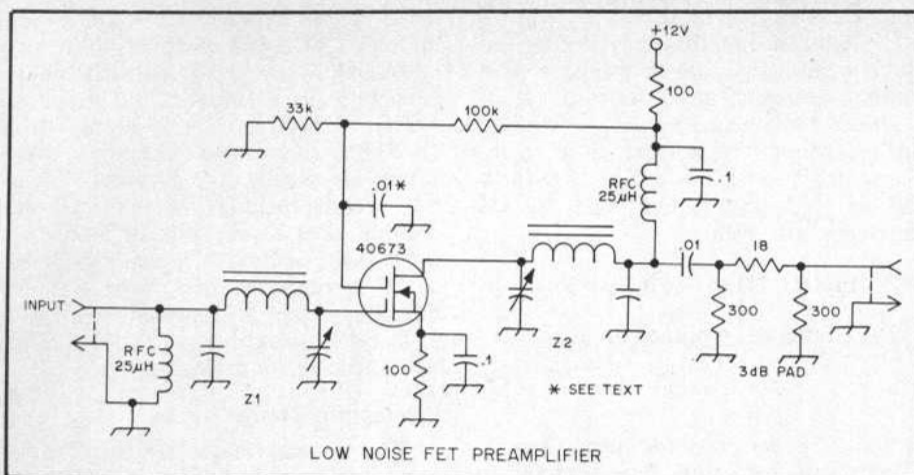 +12V
100
33k
100k
.1
RFC
25µH
.01*
40673
.01
18
INPUT
300
300
RFC
25µH
Z1
.1
100
Z2
3dB PAD
* SEE TEXT
LOW NOISE FET PREAMPLIFIER